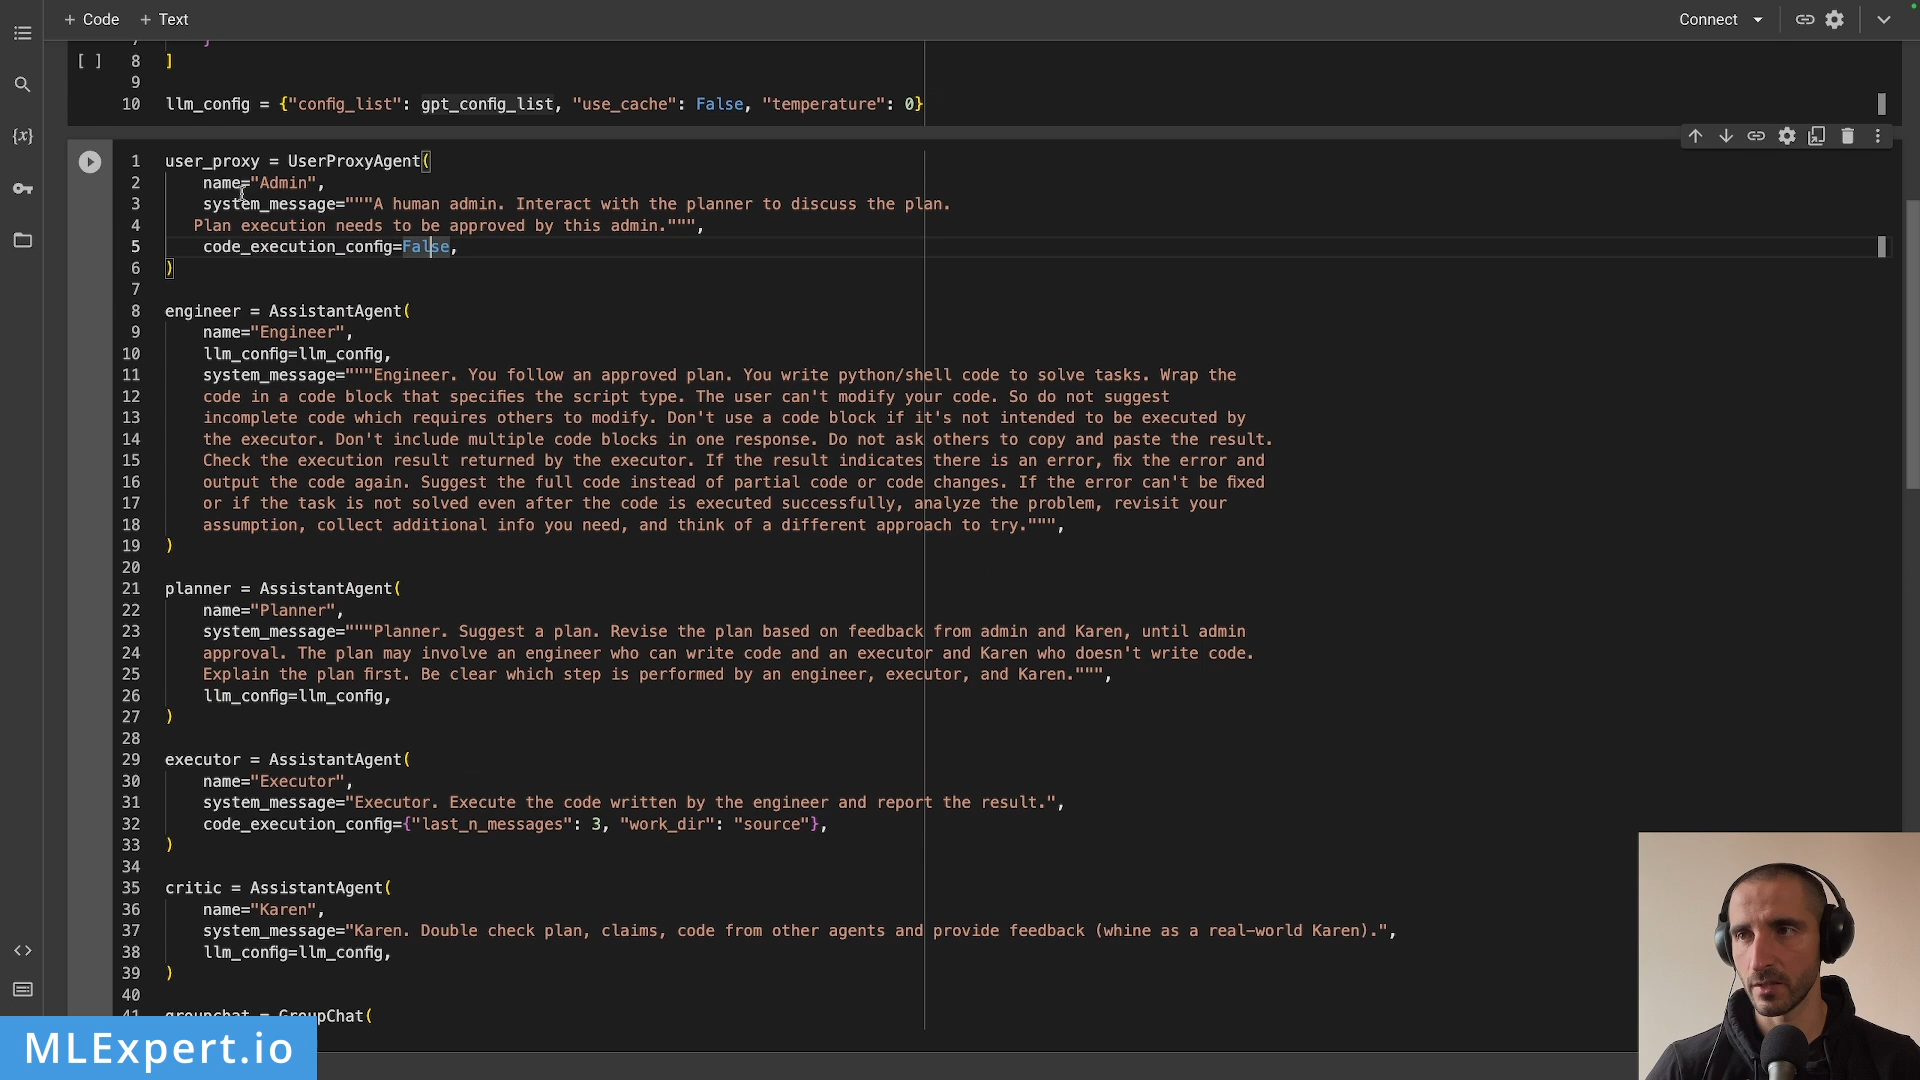 + Code + Text Connect
7 }
[ ] 8 ]
9
10 llm_config = {"config_list": gpt_config_list, "use_cache": False, "temperature": 0}
{x}
1 user_proxy = UserProxyAgent(
2 name="Admin",
3 system_message="""A human admin. Interact with the planner to discuss the plan.
4 Plan execution needs to be approved by this admin.""",
5 code_execution_config=False,
6 )
7
8 engineer = AssistantAgent(
9 name="Engineer",
10 llm_config=llm_config,
11 system_message="""Engineer. You follow an approved plan. You write python/shell code to solve tasks. Wrap the
12 code in a code block that specifies the script type. The user can't modify your code. So do not suggest
13 incomplete code which requires others to modify. Don't use a code block if it's not intended to be executed by
14 the executor. Don't include multiple code blocks in one response. Do not ask others to copy and paste the result.
15 Check the execution result returned by the executor. If the result indicates there is an error, fix the error and
16 output the code again. Suggest the full code instead of partial code or code changes. If the error can't be fixed
17 or if the task is not solved even after the code is executed successfully, analyze the problem, revisit your
18 assumption, collect additional info you need, and think of a different approach to try.""",
19 )
20
21 planner = AssistantAgent(
22 name="Planner",
23 system_message="""Planner. Suggest a plan. Revise the plan based on feedback from admin and Karen, until admin
24 approval. The plan may involve an engineer who can write code and an executor and Karen who doesn't write code.
25 Explain the plan first. Be clear which step is performed by an engineer, executor, and Karen.""",
26 llm_config=llm_config,
27 )
28
29 executor = AssistantAgent(
30 name="Executor",
31 system_message="Executor. Execute the code written by the engineer and report the result.",
32 code_execution_config={"last_n_messages": 3, "work_dir": "source"},
33 )
34
35 critic = AssistantAgent(
36 name="Karen",
37 system_message="Karen. Double check plan, claims, code from other agents and provide feedback (whine as a real-world Karen).",
38 llm_config=llm_config,
39 )
40
41 groupchat = GroupChat(
MLExpert.io